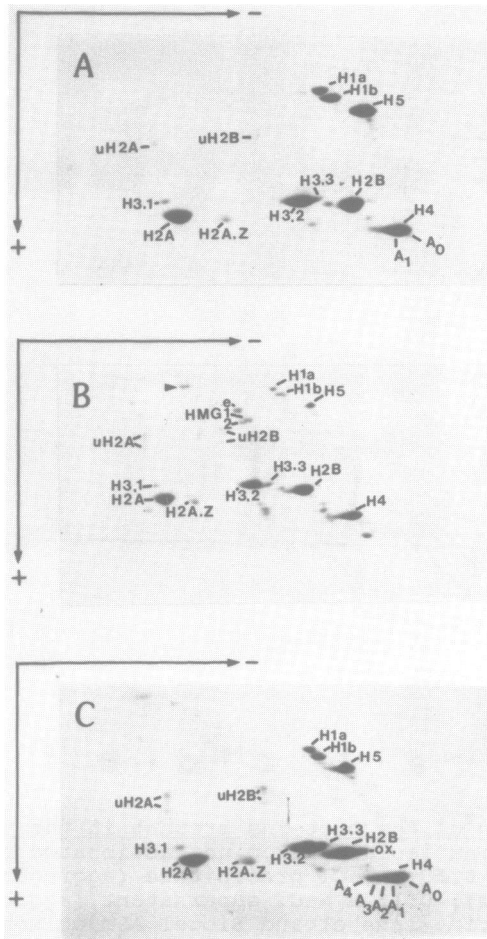 A
H1a
H1b
H5
uH2A
uH2B
H3.1
H3.3
H2B
H2A
H2A.Z
H3.2
H4
A1
A0
+
-
B
H1a
H1b
H5
e
HMG1
2
uH2A
uH2B
H3.1
H3.3
H2B
H2A
H2A.Z
H3.2
H4
+
-
C
H1a
H1b
H5
uH2A
uH2B
H3.1
H3.3
H2B
ox.
H2A
H2A.Z
H3.2
H4
A4
A3
A2
A1
A0
+
-